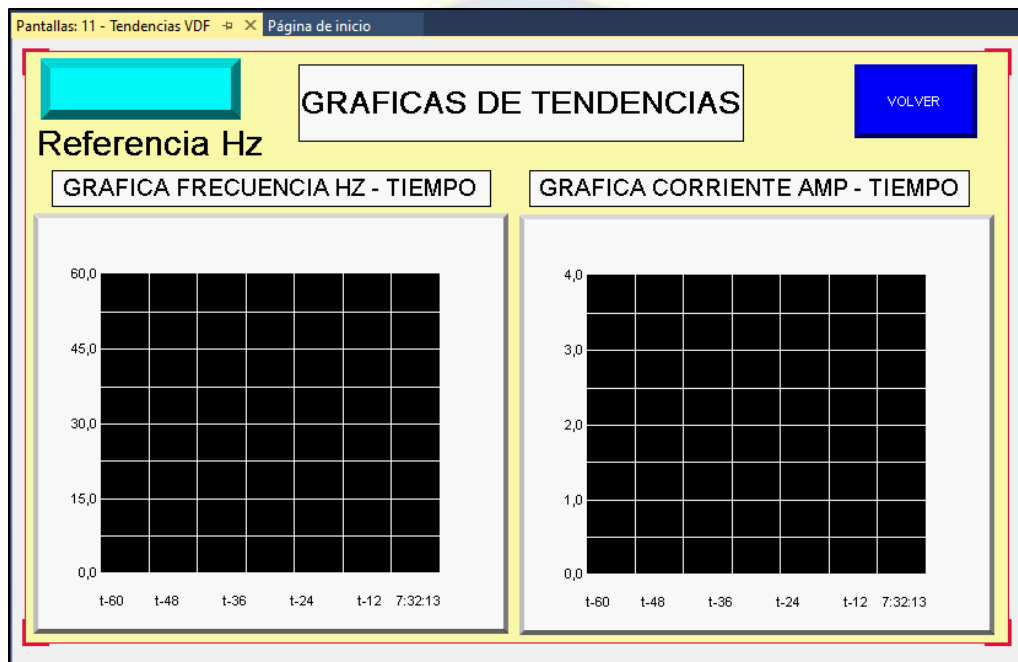 Pantallas: 11 - Tendencias VDF
Página de inicio
GRAFICAS DE TENDENCIAS
VOLVER
Referencia Hz
GRAFICA FRECUENCIA HZ - TIEMPO
60,0
45,0
30,0
15,0
0,0
t-60 t-48 t-36 t-24 t-12 7:32:13
GRAFICA CORRIENTE AMP - TIEMPO
4,0
3,0
2,0
1,0
0,0
t-60 t-48 t-36 t-24 t-12 7:32:13